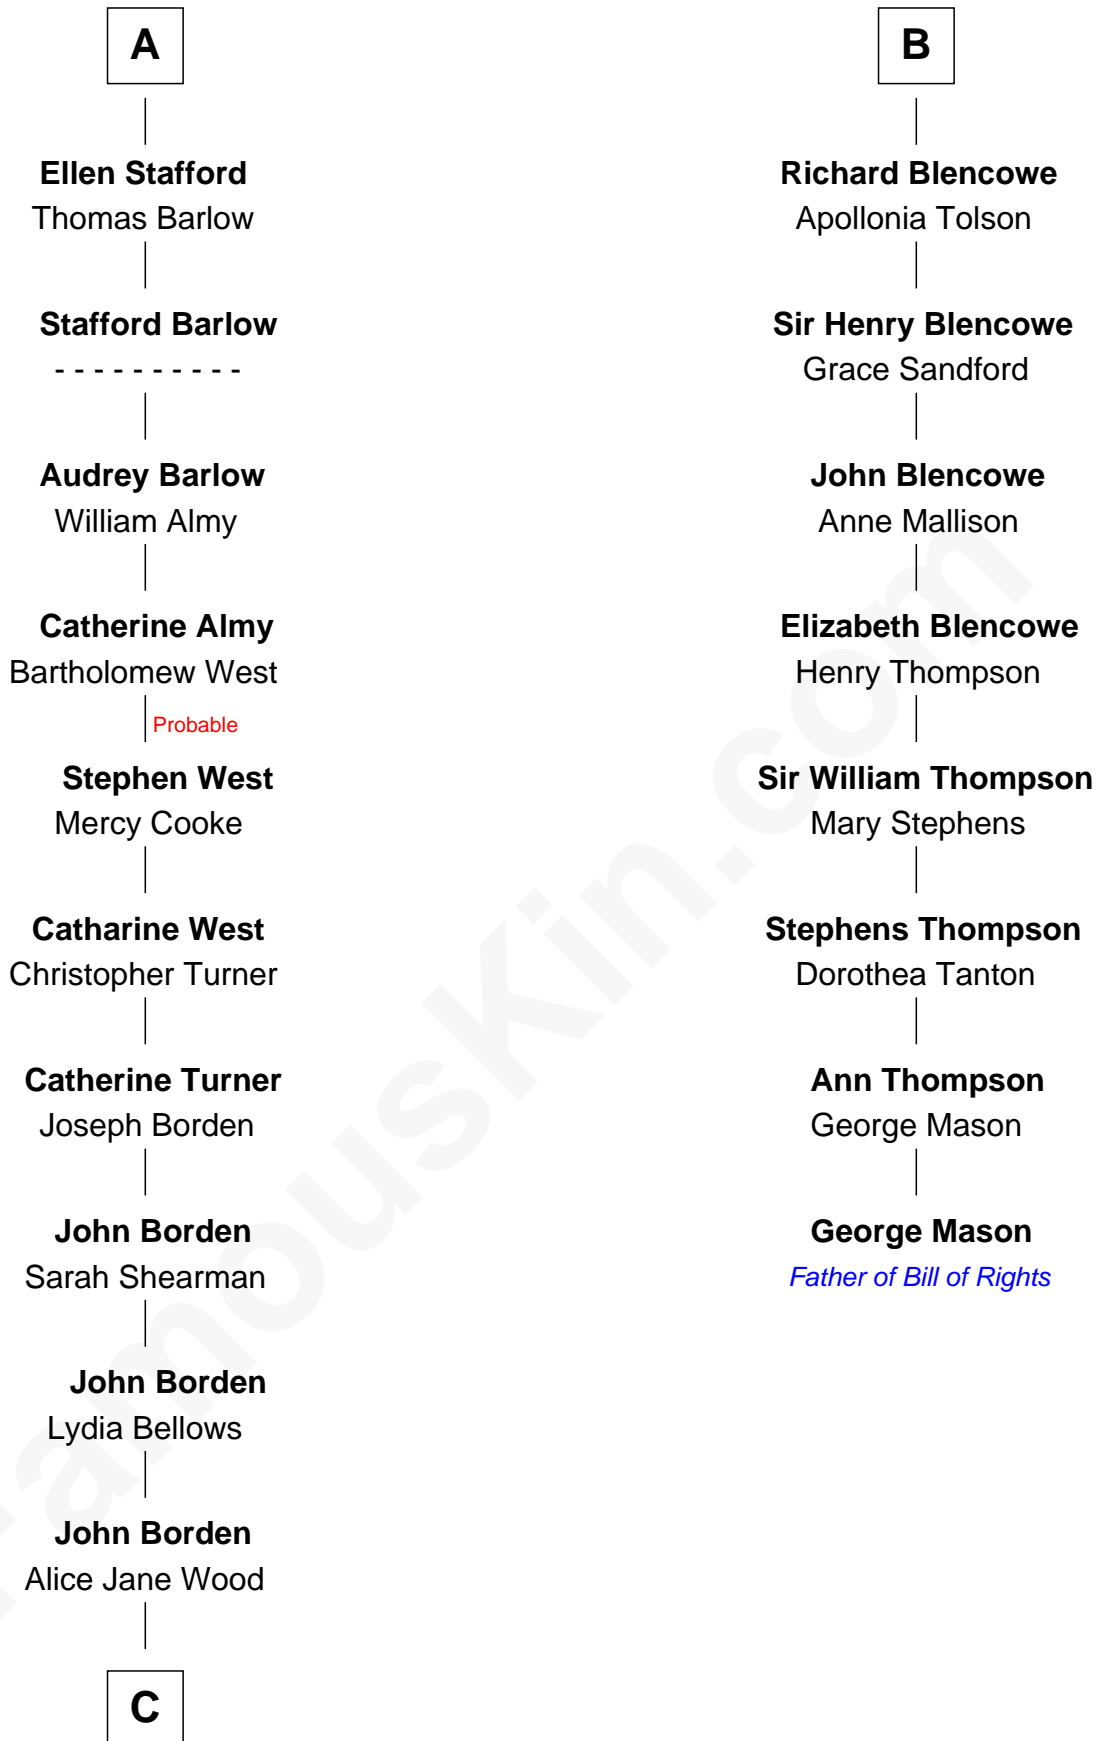 A
Ellen Stafford
Thomas Barlow
Stafford Barlow
- - - - - - - - - -
Audrey Barlow
William Almy
Catherine Almy
Bartholomew West
Probable
Stephen West
Mercy Cooke
Catharine West
Christopher Turner
Catherine Turner
Joseph Borden
John Borden
Sarah Shearman
John Borden
Lydia Bellows
John Borden
Alice Jane Wood
C
B
Richard Blencowe
Apollonia Tolson
Sir Henry Blencowe
Grace Sandford
John Blencowe
Anne Mallison
Elizabeth Blencowe
Henry Thompson
Sir William Thompson
Mary Stephens
Stephens Thompson
Dorothea Tanton
Ann Thompson
George Mason
George Mason
Father of Bill of Rights
FamousKin.com